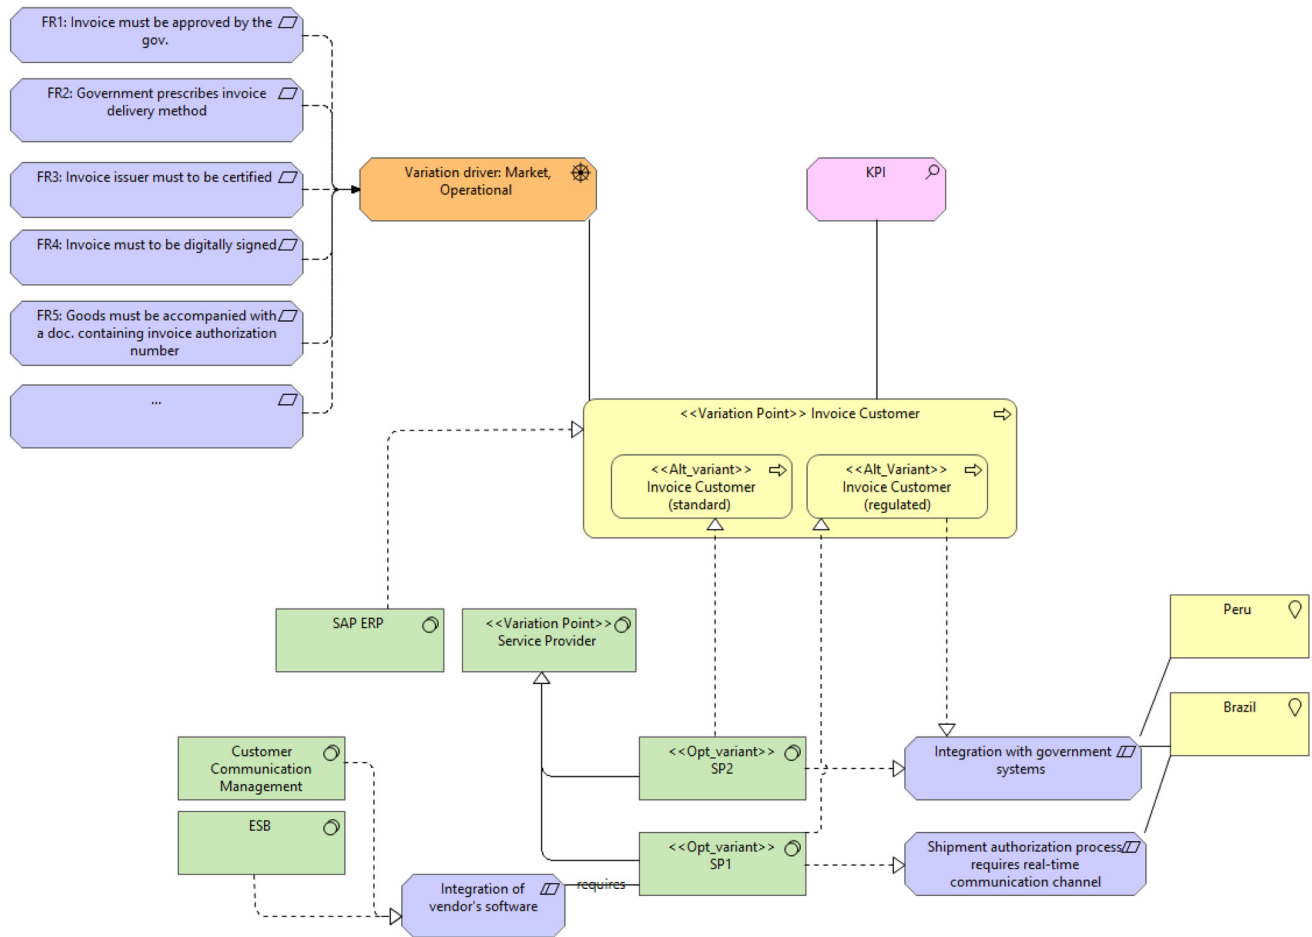 FR1: Invoice must be approved by the
gov.
FR2: Government prescribes invoice
delivery method
FR3: Invoice issuer must to be certified
FR4: Invoice must to be digitally signed
FR5: Goods must be accompanied with
a doc. containing invoice authorization
number
...
Variation driver: Market,
Operational
KPI
<<Variation Point>> Invoice Customer
<<Alt_variant>>
Invoice Customer
(standard)
<<Alt_Variant>>
Invoice Customer
(regulated)
SAP ERP
<<Variation Point>>
Service Provider
Peru
Brazil
Customer
Communication
Management
<<Opt_variant>>
SP2
Integration with government
systems
ESB
<<Opt_variant>>
SP1
Shipment authorization process
requires real-time
communication channel
Integration of
vendor's software
requires